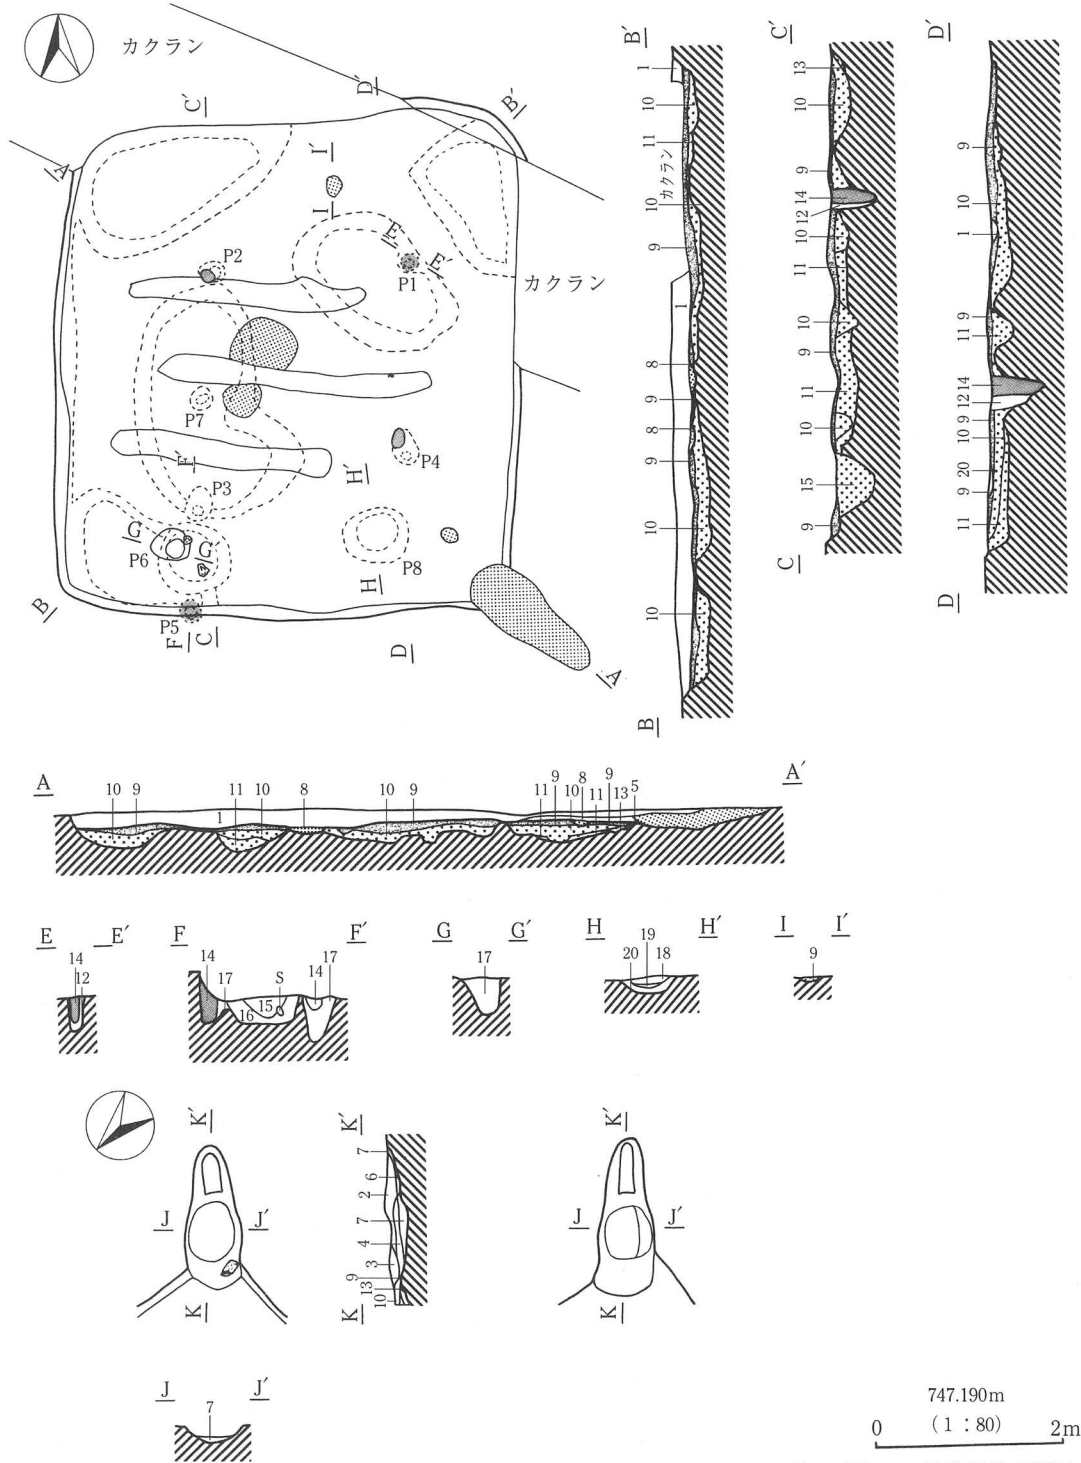 カクラン
C′
D′
B′
A
I′
I
E
E′
P2
P1
カクラン
P7
F′
H′
P4
P3
G
G′
P6
P8
H
B
P5
F
C
D
A
B′
1
10
11
カクラン
10
9
1
8
9
8
9
10
10
B
C′
13
10
9
14
12
10
11
10
9
11
10
15
9
C
D′
9
10
1
9
11
14
12
9
10
20
9
11
D
A
A′
10 9 1 11 10 8 10 9 11 9 10 8 11 9 13 5
E E′
14
12
F F′
14 17 16 15 S 14 17
G G′
17
H H′
20 19 18
I I′
9
K′
J J′
K
K′
7
6
2
7
4
3
9
13
10
K
K′
J J′
K
J J′
7
747.190m
(1:80)
0 2m